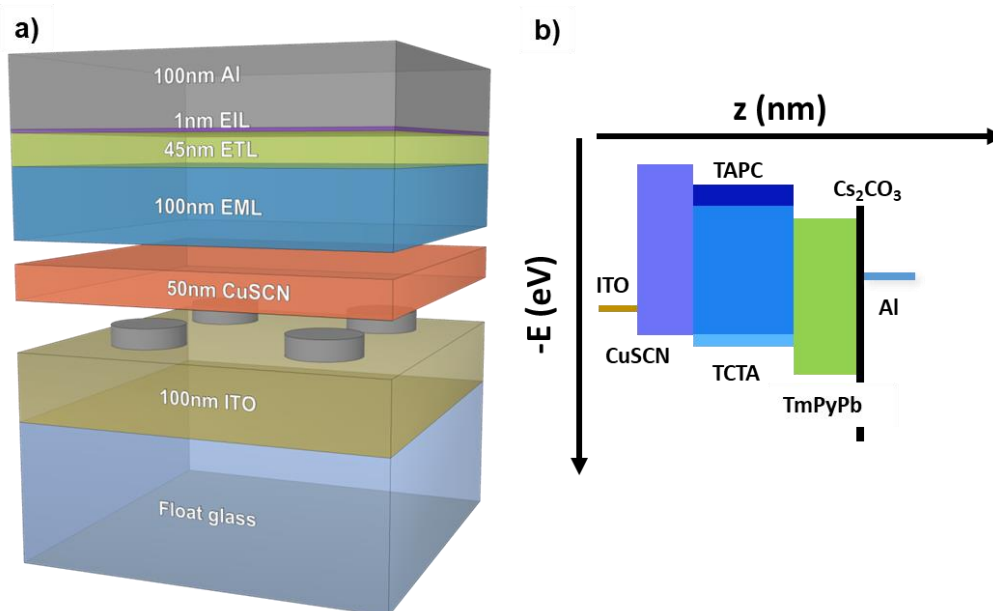 a)
100nm Al
1nm EIL
45nm ETL
100nm EML
50nm CuSCN
100nm ITO
Float glass
b)
z (nm)
-E (eV)
TAPC
Cs₂CO₃
ITO
Al
CuSCN
TCTA
TmPyPb